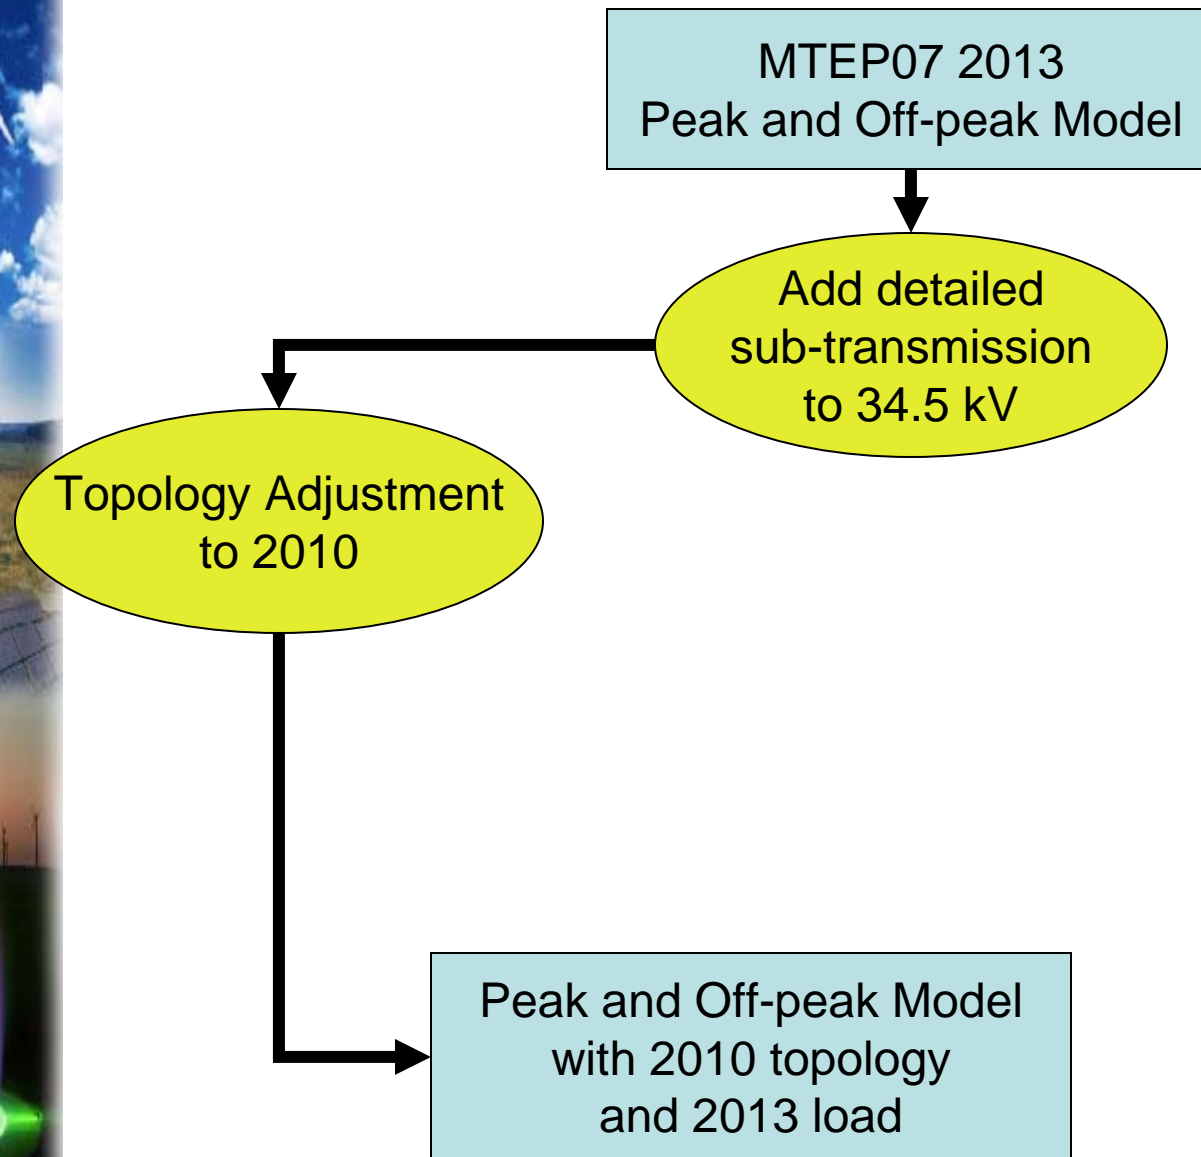 MTEP07 2013
Peak and Off-peak Model
Add detailed
sub-transmission
to 34.5 kV
Topology Adjustment
to 2010
Peak and Off-peak Model
with 2010 topology
and 2013 load